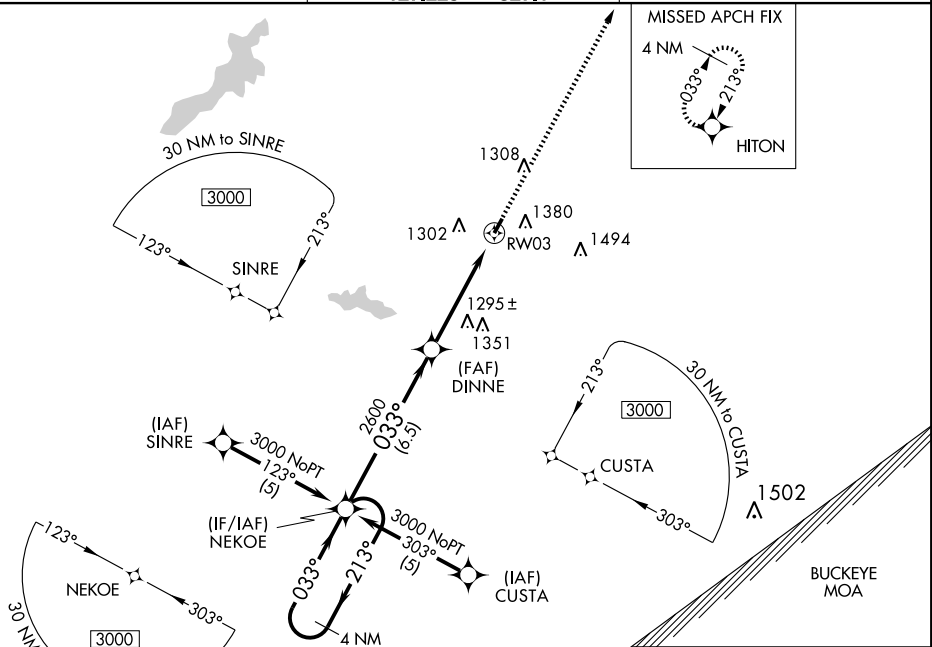 MISSED APCH FIX
4 NM
033°
213°
HITON
30 NM to SINRE
3000
123°
213°
SINRE
1308
1302
1380
RW03
1494
1295±
1351
(FAF)
DINNE
2600
033°
(6.5)
(IAF)
SINRE
3000 NoPT
123°
(5)
(IF/IAF)
NEKOE
3000 NoPT
303°
(5)
(IAF)
CUSTA
033°
213°
4 NM
213°
30 NM to CUSTA
3000
CUSTA
303°
1502
BUCKEYE
MOA
123°
NEKOE
303°
30 NM
3000